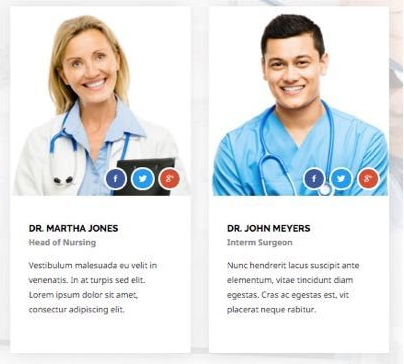 DR. MARTHA JONES
Head of Nursing
Vestibulum malesuada eu velit in
venenatis. In at turpis sed elit.
Lorem ipsum dolor sit amet,
consectur adipiscing elit.
DR. JOHN MEYERS
Interm Surgeon
Nunc hendrerit lacus suscipit ante
elementum, vitae tincidunt diam
egestas. Cras ac egestas est, vit
placerat neque rabitur.